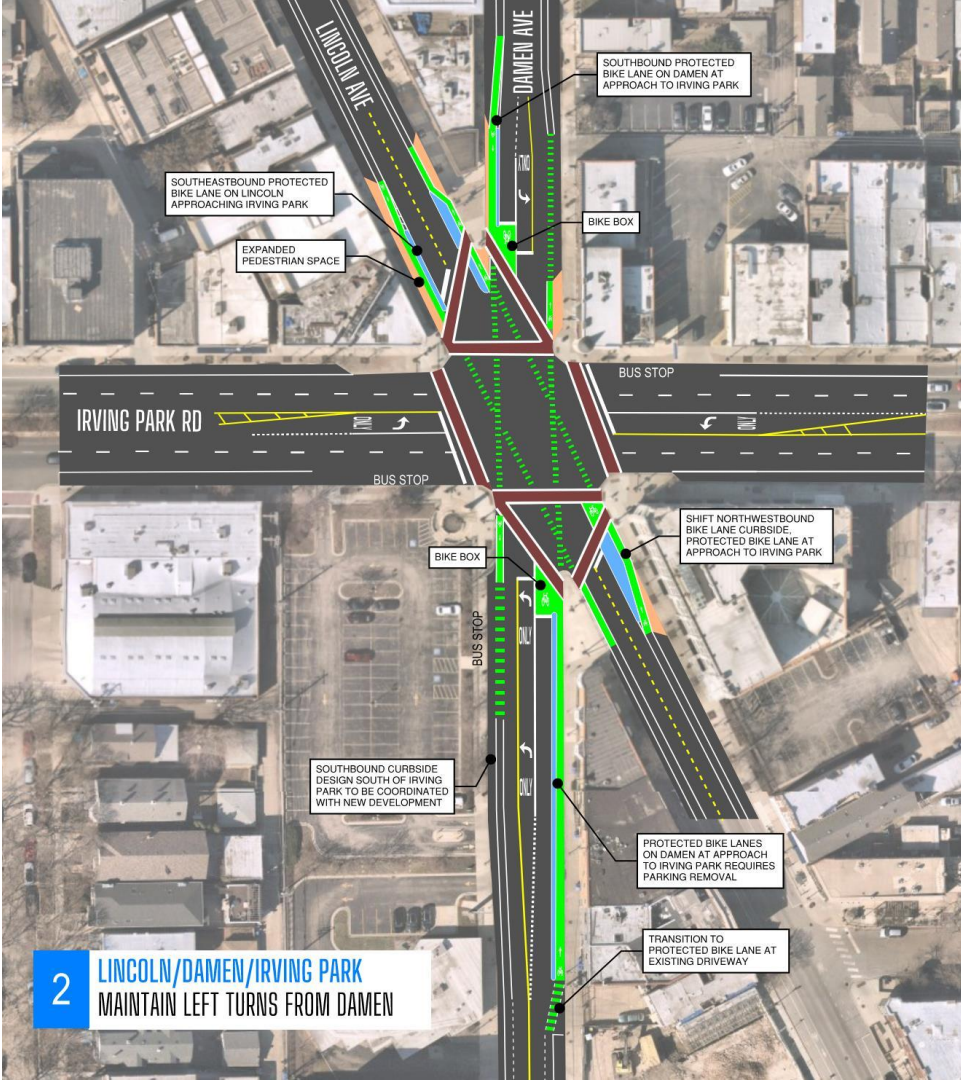 LINCOLN AVE
DAMEN AVE
SOUTHBOUND PROTECTED
BIKE LANE ON DAMEN AT
APPROACH TO IRVING PARK
ONLY
SOUTHEASTBOUND PROTECTED
BIKE LANE ON LINCOLN
APPROACHING IRVING PARK
BIKE BOX
EXPANDED
PEDESTRIAN SPACE
BUS STOP
IRVING PARK RD
ONLY
ONLY
BUS STOP
SHIFT NORTHWESTBOUND
BIKE LANE CURBSIDE,
PROTECTED BIKE LANE AT
APPROACH TO IRVING PARK
BIKE BOX
BUS STOP
ONLY
ONLY
SOUTHBOUND CURBSIDE
DESIGN SOUTH OF IRVING
PARK TO BE COORDINATED
WITH NEW DEVELOPMENT
PROTECTED BIKE LANES
ON DAMEN AT APPROACH
TO IRVING PARK REQUIRES
PARKING REMOVAL
TRANSITION TO
PROTECTED BIKE LANE AT
EXISTING DRIVEWAY
2
LINCOLN/DAMEN/IRVING PARK
MAINTAIN LEFT TURNS FROM DAMEN